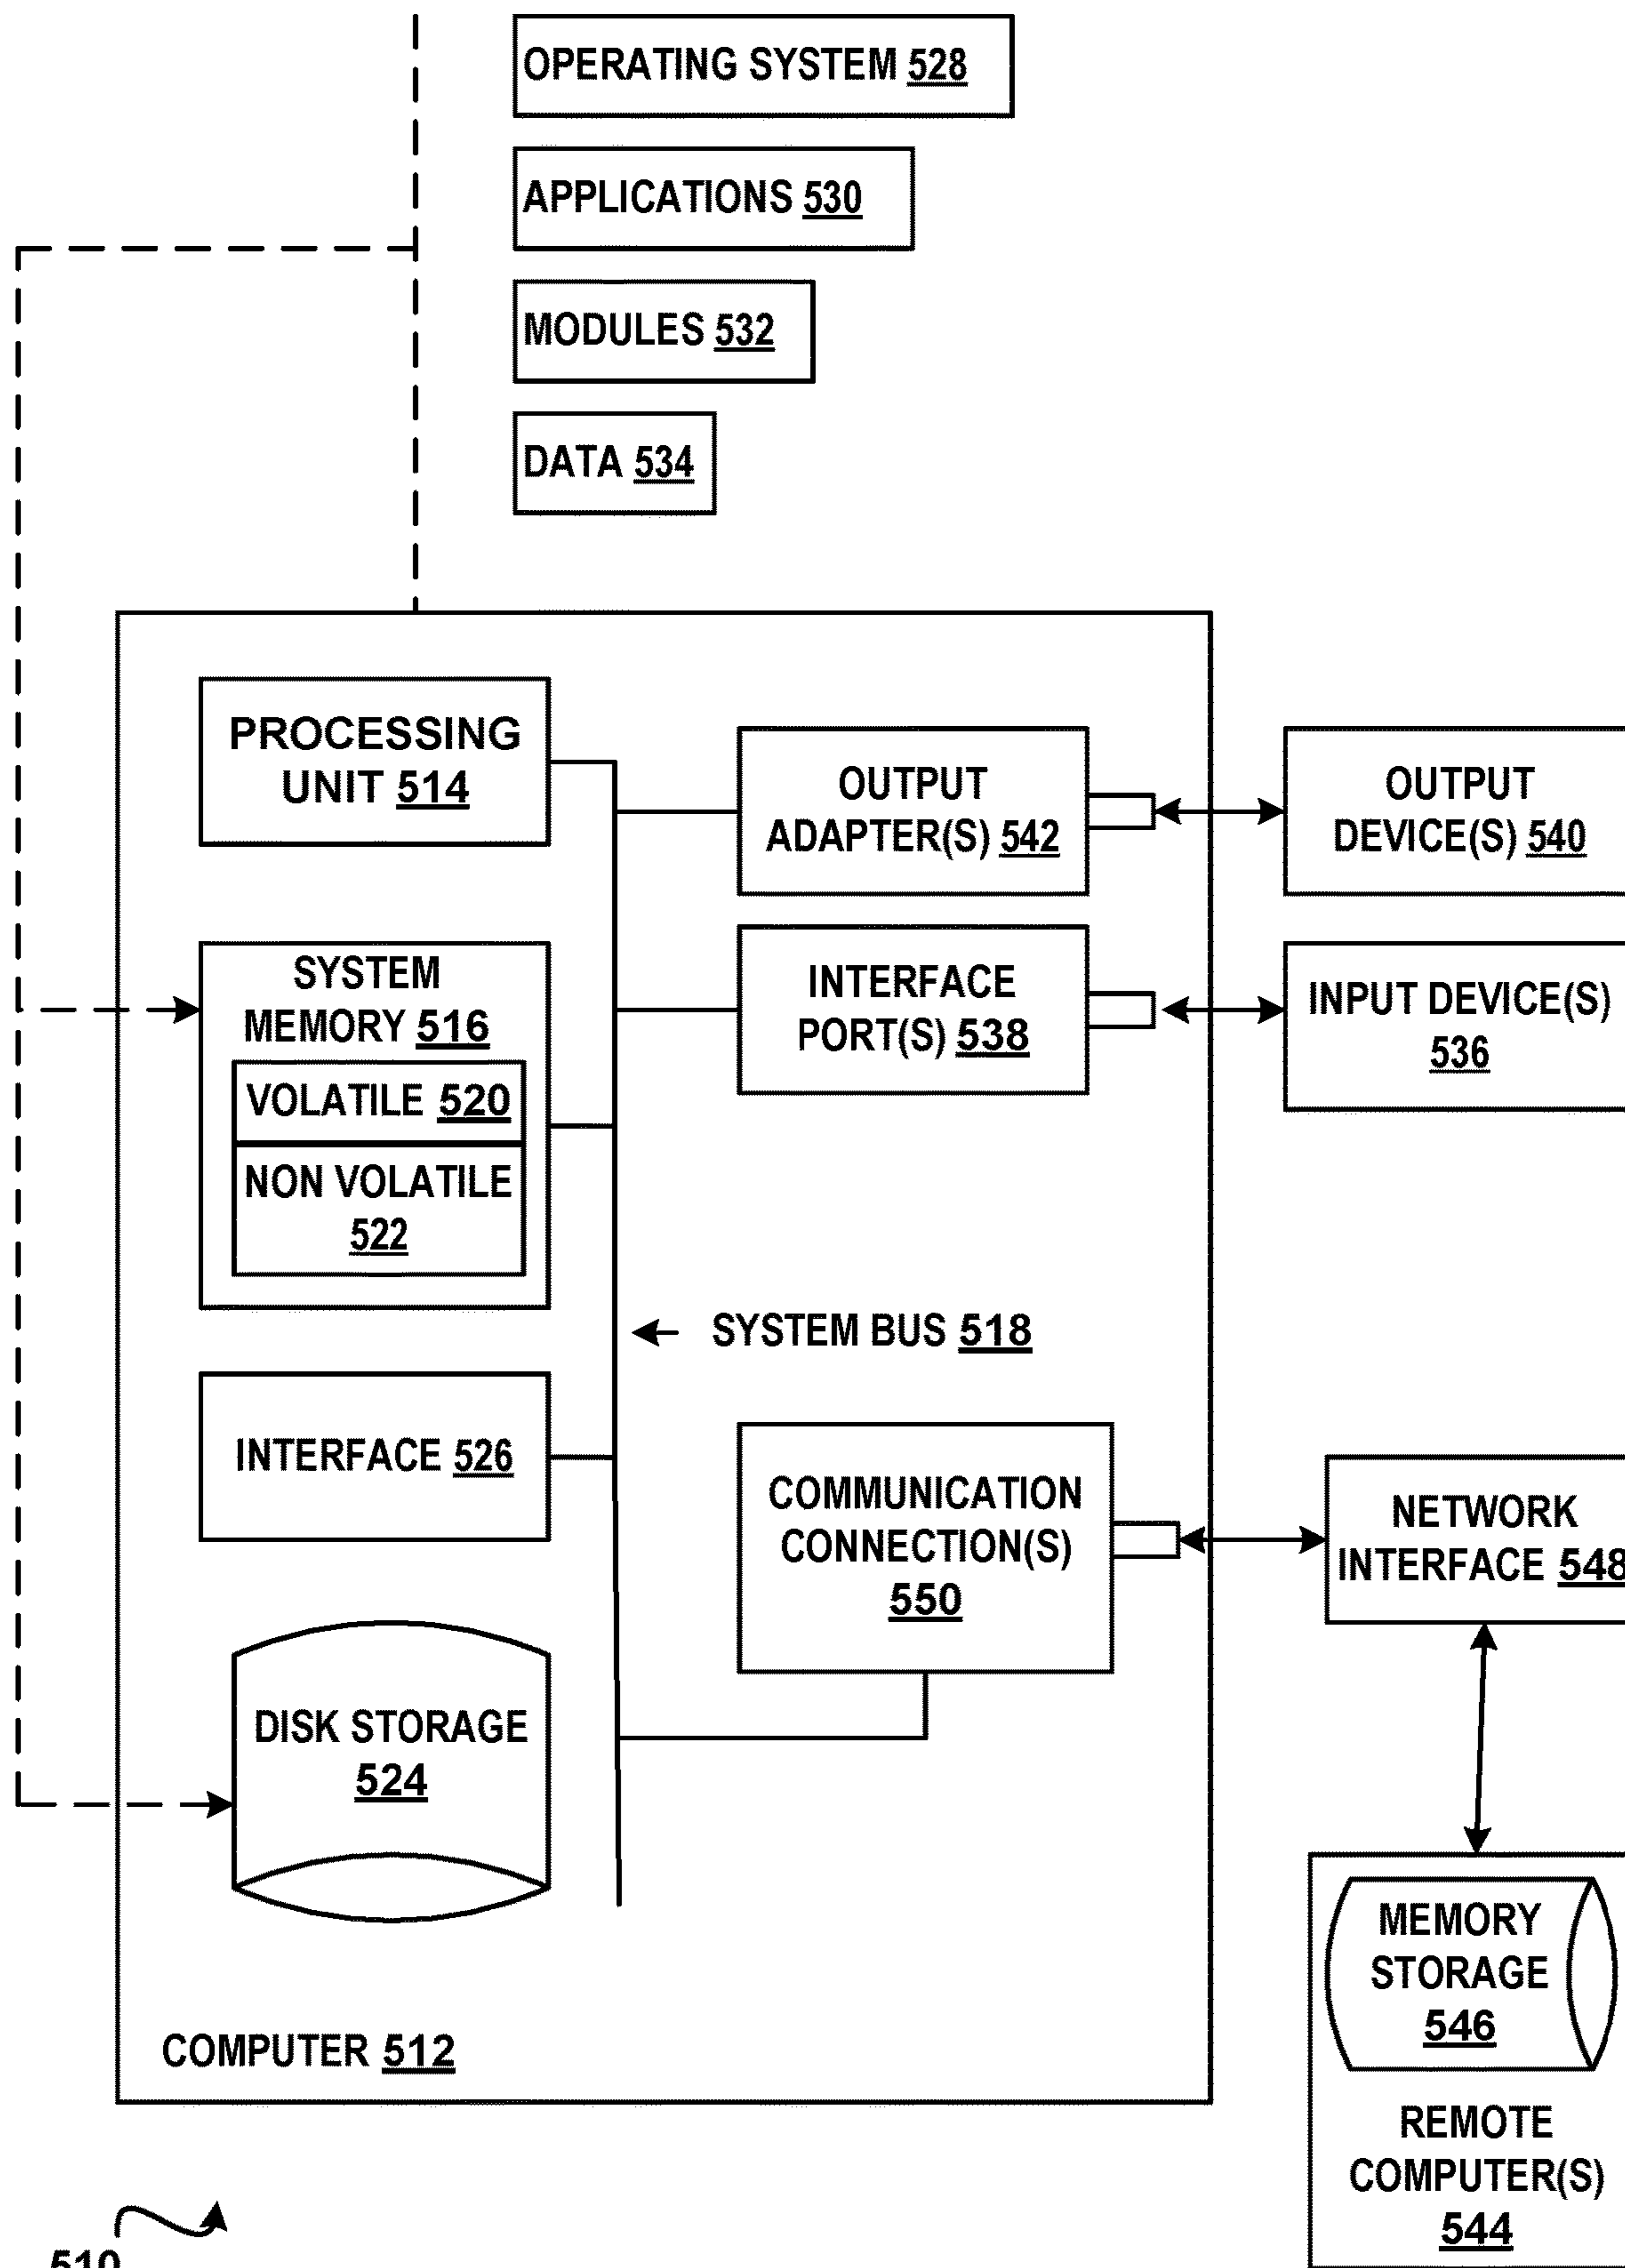 OPERATING SYSTEM 528
APPLICATIONS 530
MODULES 532
DATA 534
PROCESSING
UNIT 514
OUTPUT
ADAPTER(S) 542
OUTPUT
DEVICE(S) 540
SYSTEM
MEMORY 516
VOLATILE 520
NON VOLATILE
522
INTERFACE
PORT(S) 538
INPUT DEVICE(S)
536
SYSTEM BUS 518
INTERFACE 526
COMMUNICATION
CONNECTION(S)
550
NETWORK
INTERFACE 548
DISK STORAGE
524
MEMORY
STORAGE
546
COMPUTER 512
REMOTE
COMPUTER(S)
544
510